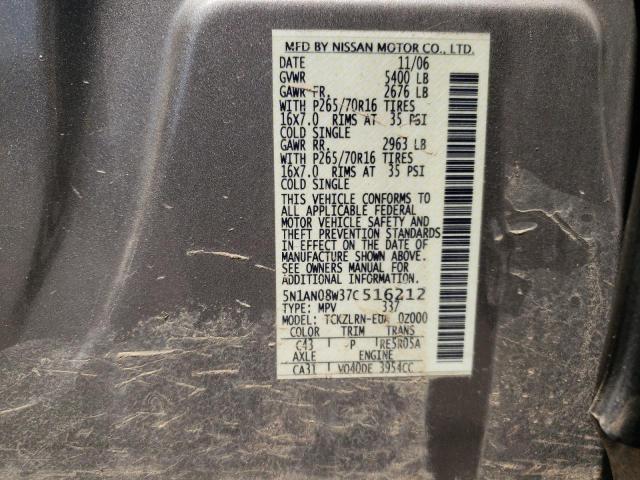 MFD BY NISSAN MOTOR CO., LTD.
DATE 11/06
GVWR 5400 LB
GAWR FR. 2676 LB
WITH P265/70R16 TIRES
16X7.0 RIMS AT 35 PSI
COLD SINGLE
GAWR RR. 2963 LB
WITH P265/70R16 TIRES
16X7.0 RIMS AT 35 PSI
COLD SINGLE
THIS VEHICLE CONFORMS TO
ALL APPLICABLE FEDERAL
MOTOR VEHICLE SAFETY AND
THEFT PREVENTION STANDARDS
IN EFFECT ON THE DATE OF
MANUFACTURE SHOWN ABOVE.
SEE OWNERS MANUAL FOR
ADDITIONAL INFORMATION.
5N1AN08W37C516212
TYPE: MPV 337
MODEL: TCKZLRN-EUA 0Z000
COLOR TRIM TRANS
C43 P RE5R05A
AXLE ENGINE
CA31 VQ40DE 3954CC